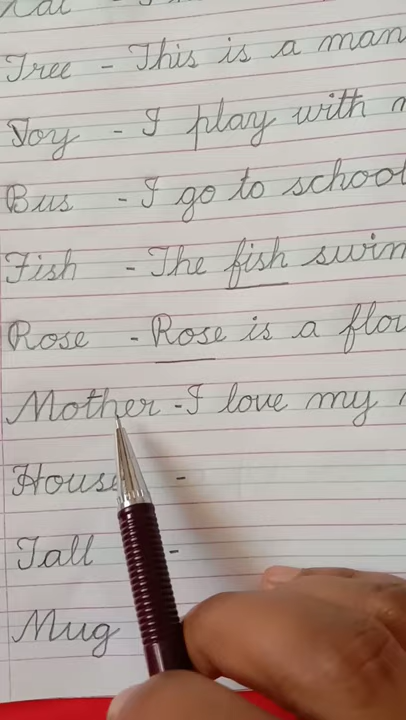 Tree - This is a man
Toy - I play with
Bus - I go to school
Fish - The fish swim
Rose - Rose is a flow
Mother - I love my
House -
Tall -
Mug